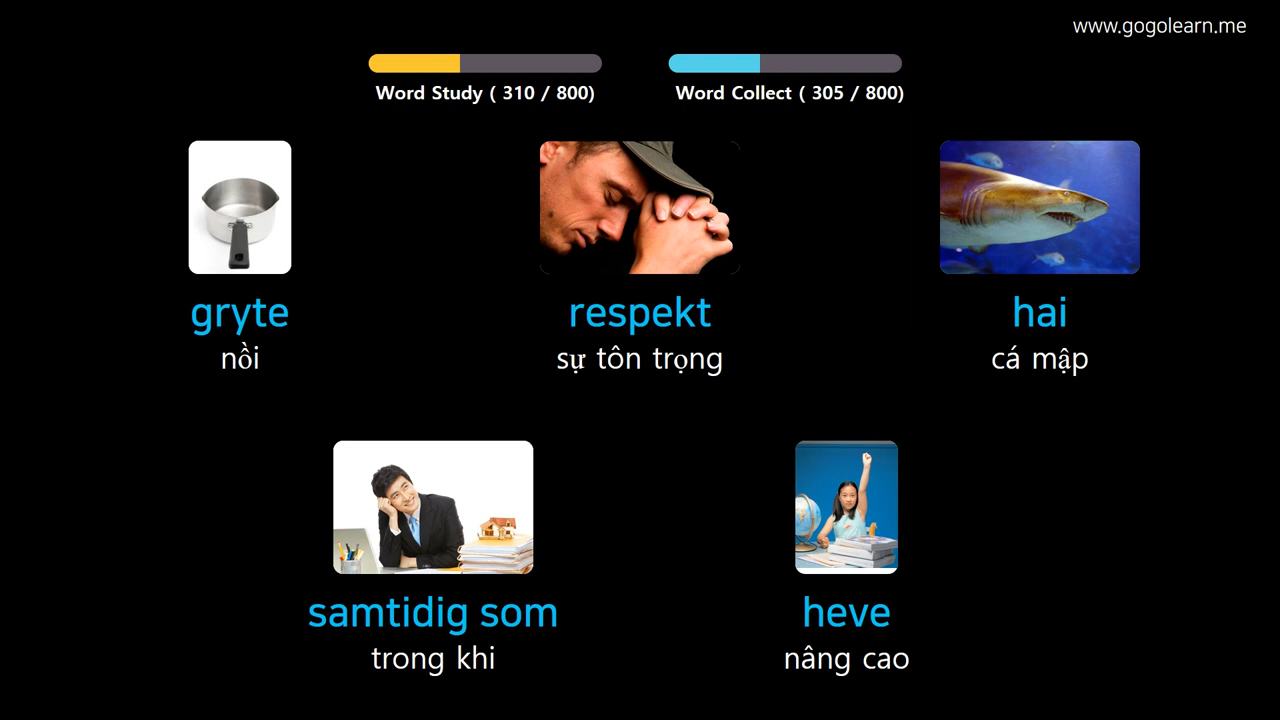 www.gogolearn.me
Word Study ( 310 / 800)
Word Collect ( 305 / 800)
gryte
nồi
respekt
sự tôn trọng
hai
cá mập
samtidig som
trong khi
heve
nâng cao